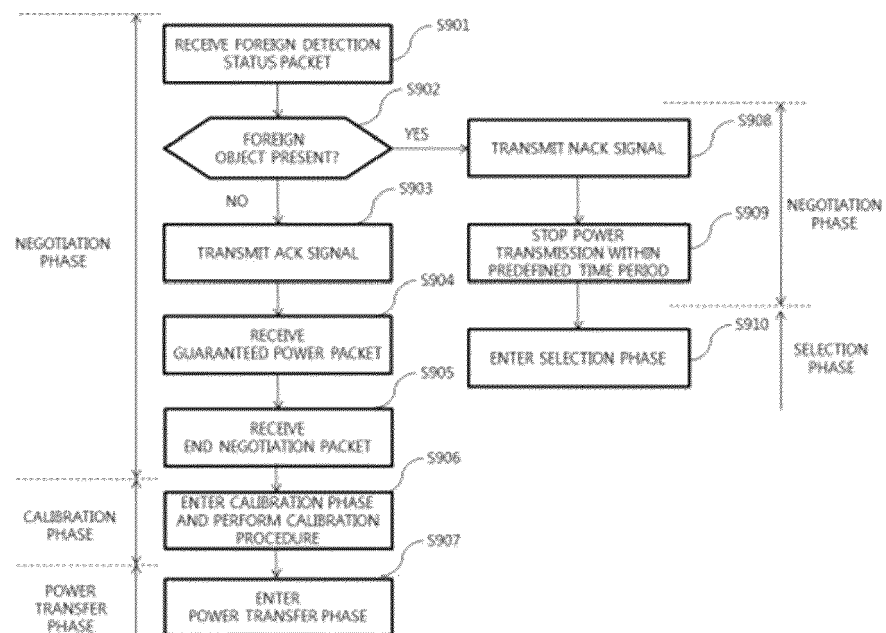 RECEIVE FOREIGN DETECTION
STATUS PACKET
S901
FOREIGN
OBJECT PRESENT?
S902
YES
NO
TRANSMIT NACK SIGNAL
S908
TRANSMIT ACK SIGNAL
S903
STOP POWER
TRANSMISSION WITHIN
PREDEFINED TIME PERIOD
S909
NEGOTIATION
PHASE
NEGOTIATION
PHASE
RECEIVE
GUARANTEED POWER PACKET
S904
ENTER SELECTION PHASE
S910
SELECTION
PHASE
RECEIVE
END NEGOTIATION PACKET
S905
CALIBRATION
PHASE
ENTER CALIBRATION PHASE
AND PERFORM CALIBRATION
PROCEDURE
S906
POWER
TRANSFER
PHASE
ENTER
POWER TRANSFER PHASE
S907